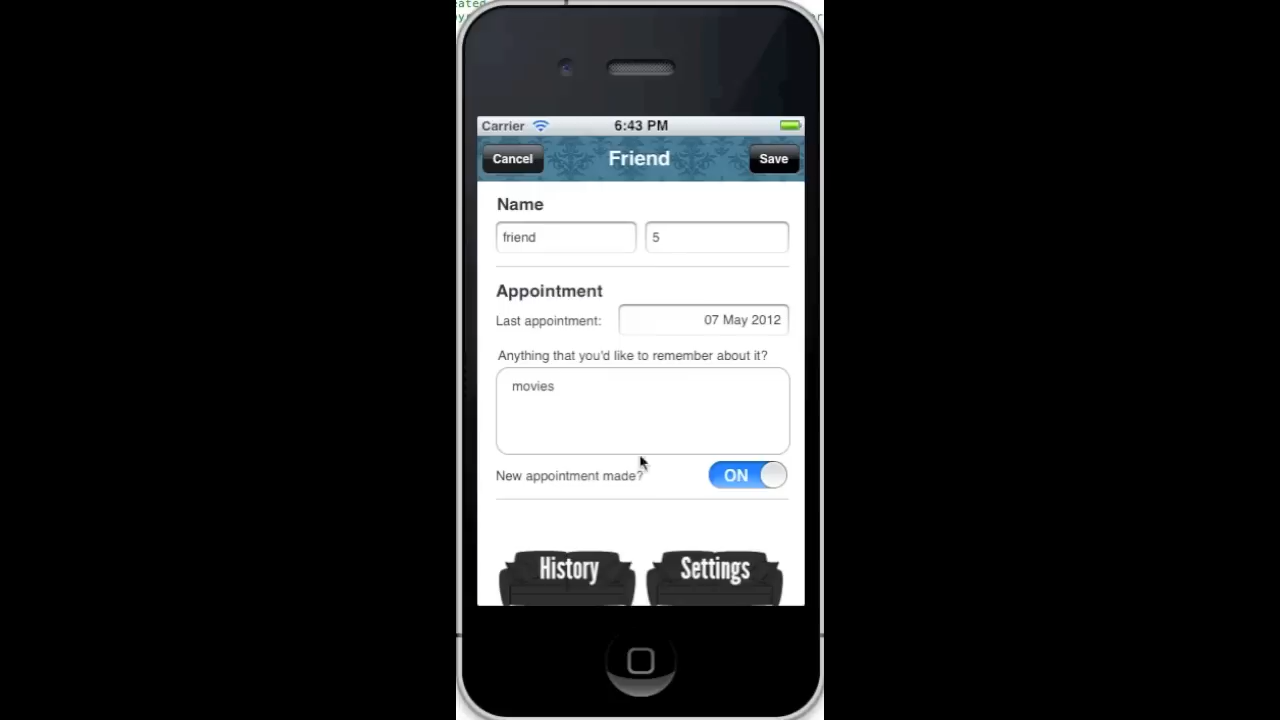 eated
Carrier 6:43 PM
Cancel Friend Save
Name
friend 5
Appointment
Last appointment: 07 May 2012
Anything that you'd like to remember about it?
movies
New appointment made? ON
History Settings